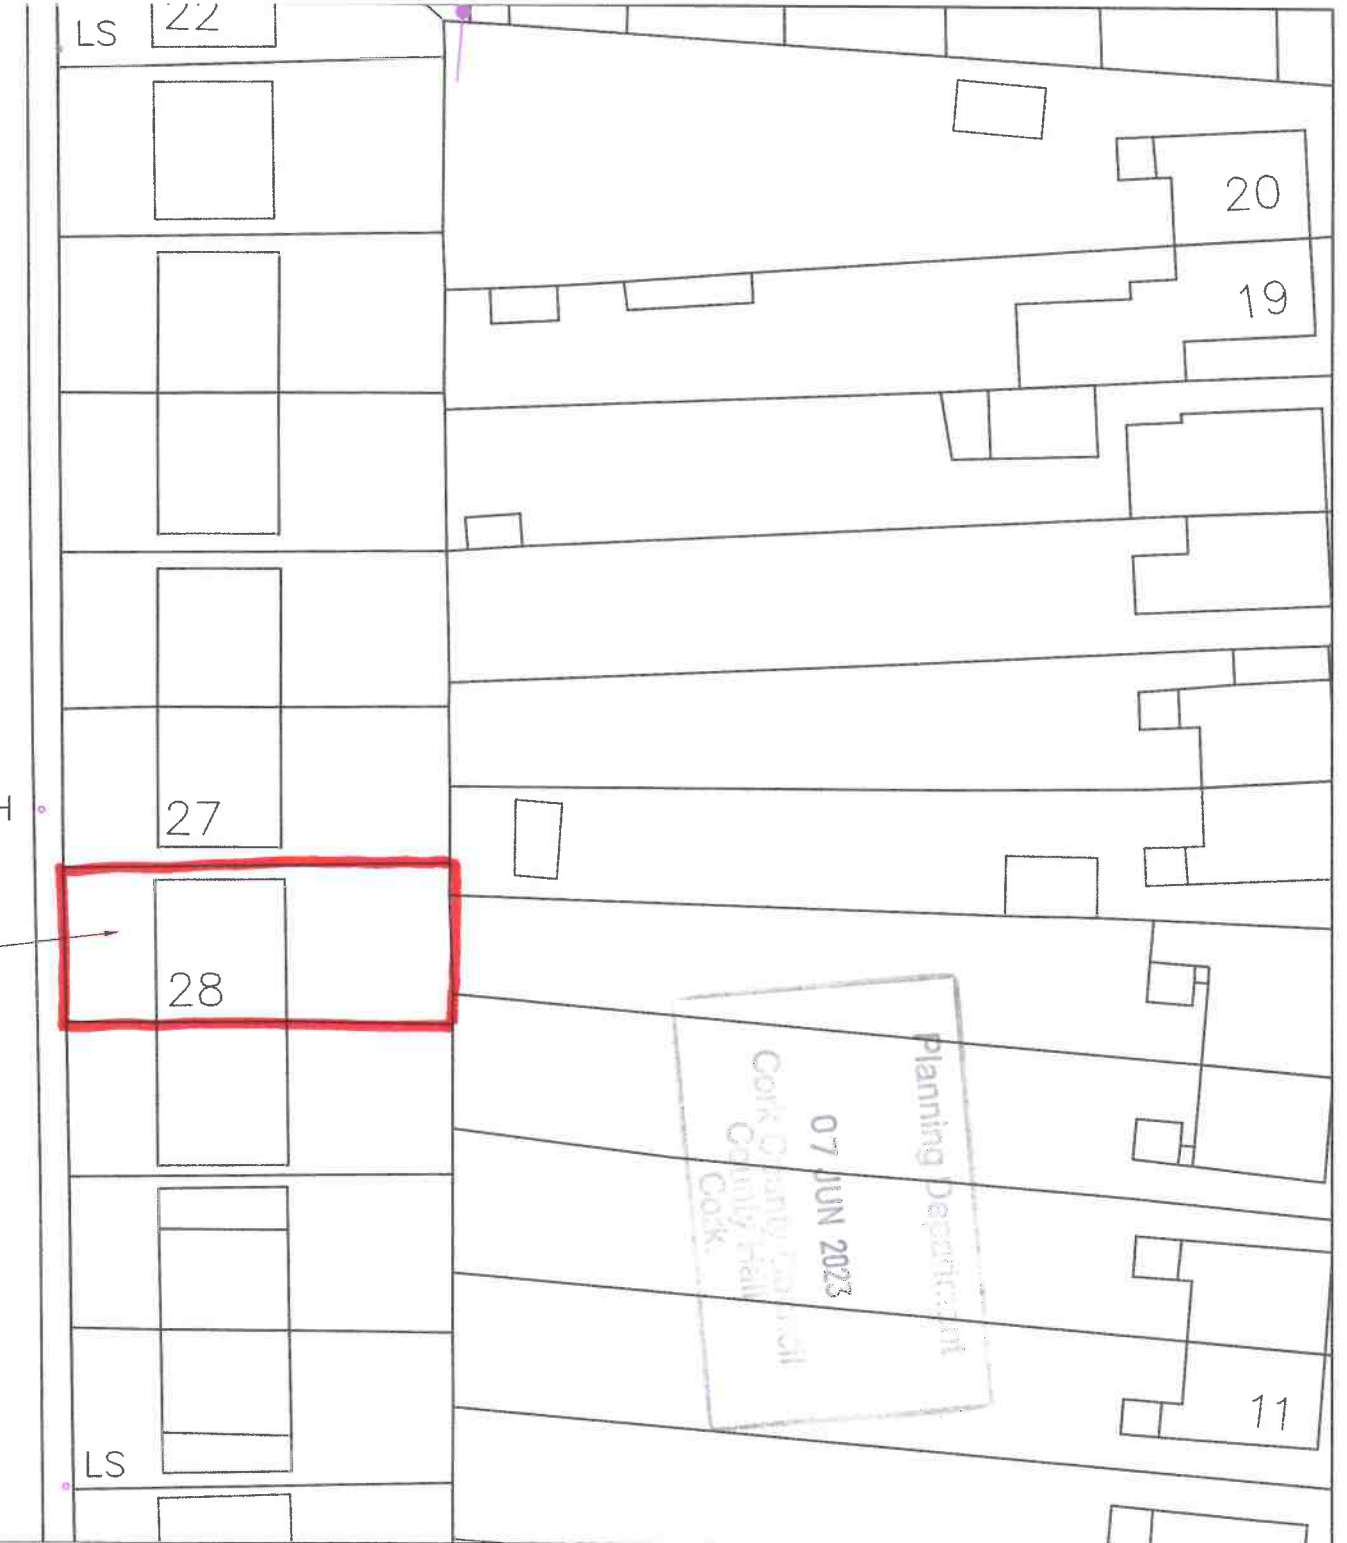 LS
22
20
19
27
H
28
Planning Department
07 JUN 2023
Cork County Council
County Hall
Cork.
11
LS